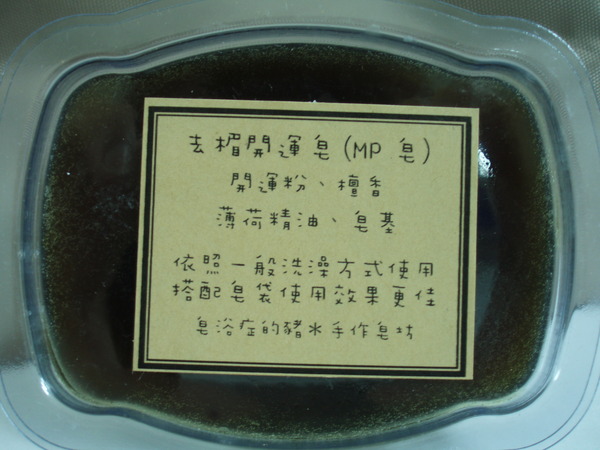 去楣開運皂(MP 皂)
開運粉、檀香
薄荷精油、皂基
依照一般洗澡方式使用
搭配皂袋使用效果更佳
皂浴症的豬水手作皂坊